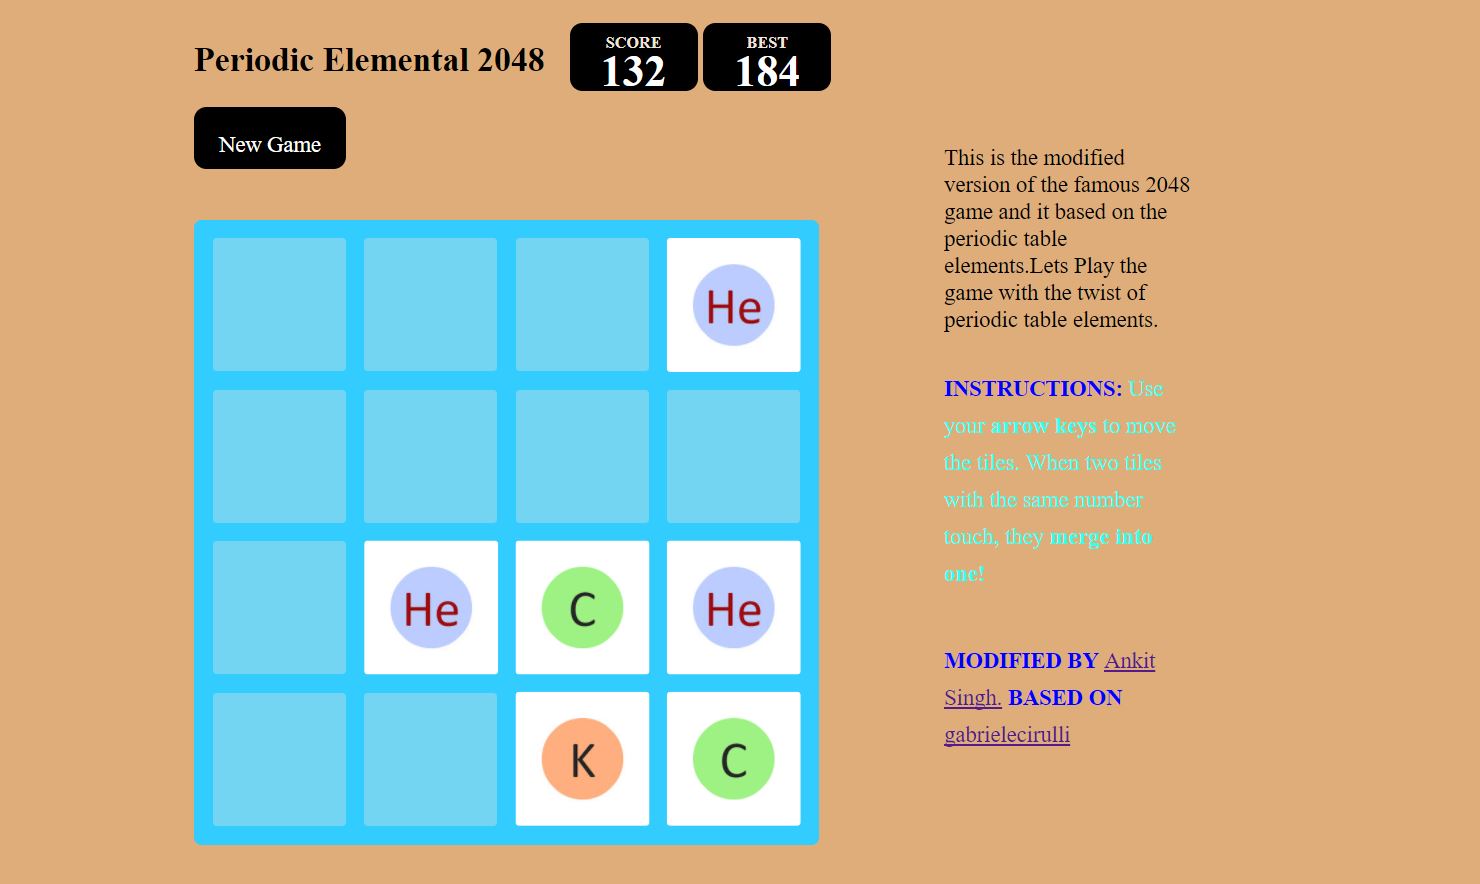 Periodic Elemental 2048
SCORE
132
BEST
184
New Game
This is the modified
version of the famous 2048
game and it based on the
periodic table
elements.Lets Play the
game with the twist of
periodic table elements.
INSTRUCTIONS: Use
your arrow keys to move
the tiles. When two tiles
with the same number
touch, they merge into
one!
MODIFIED BY Ankit
Singh. BASED ON
gabrielecirulli
He
He C He
K C